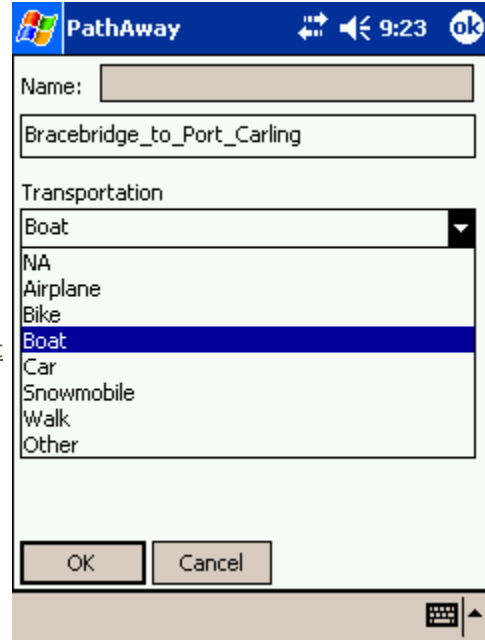 PathAway 9:23 ok
Name:
Bracebridge_to_Port_Carling
Transportation
Boat
NA
Airplane
Bike
Boat
Car
Snowmobile
Walk
Other
OK Cancel